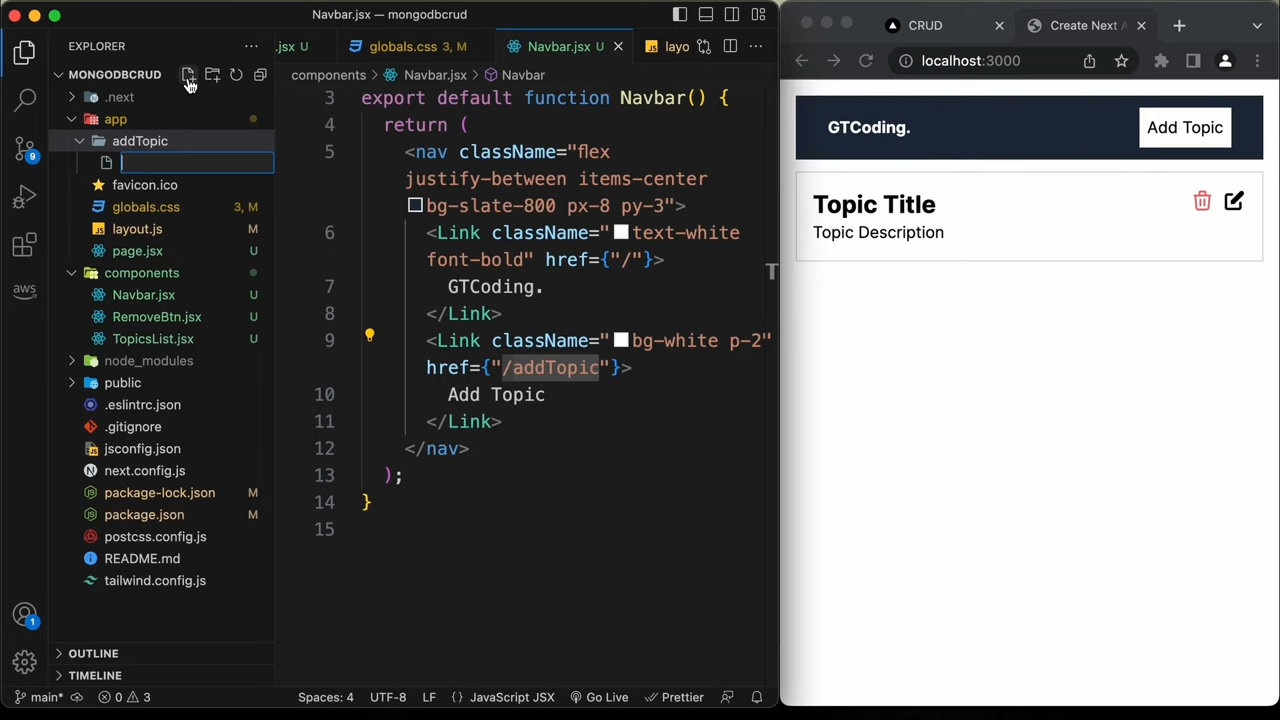 Navbar.jsx — mongodbcrud
EXPLORER
.jsx U
globals.css 3, M
Navbar.jsx U
layo
MONGODBCRUD
components > Navbar.jsx > Navbar
.next
app
addTopic
favicon.ico
globals.css 3, M
layout.js M
page.jsx U
components
Navbar.jsx U
RemoveBtn.jsx U
TopicsList.jsx U
node_modules
public
.eslintrc.json
.gitignore
jsconfig.json
next.config.js
package-lock.json M
package.json M
postcss.config.js
README.md
tailwind.config.js
OUTLINE
TIMELINE
9
aws
1
3 export default function Navbar() {
4 return (
5 <nav className="flex
justify-between items-center
bg-slate-800 px-8 py-3">
6 <Link className="text-white
font-bold" href={"/"}>
7 GTCoding.
8 </Link>
9 <Link className="bg-white p-2"
href={"/addTopic"}>
10 Add Topic
11 </Link>
12 </nav>
13 );
14 }
15
main* 0 3 Spaces: 4 UTF-8 LF {} JavaScript JSX Go Live Prettier
CRUD
Create Next A
localhost:3000
GTCoding.
Add Topic
Topic Title
Topic Description